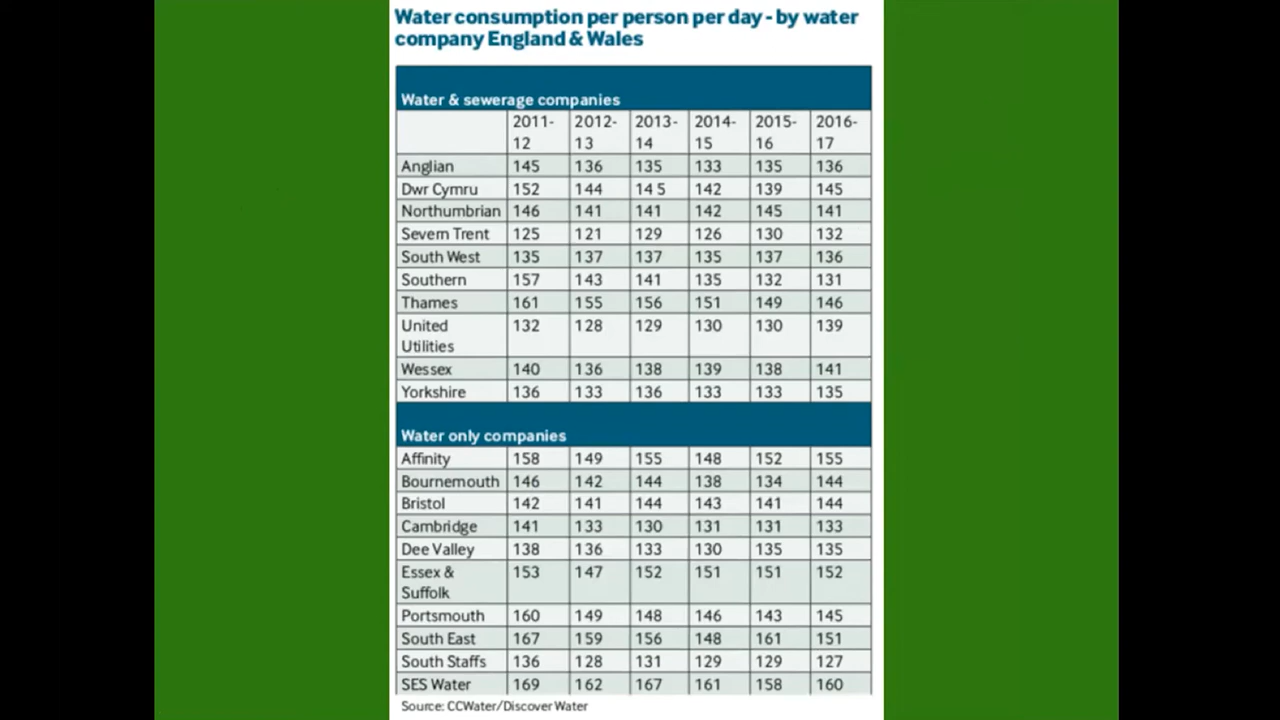 Water consumption per person per day - by water
company England & Wales
Water & sewerage companies
2011-12 2012-13 2013-14 2014-15 2015-16 2016-17
Anglian 145 136 135 133 135 136
Dwr Cymru 152 144 14 5 142 139 145
Northumbrian 146 141 141 142 145 141
Severn Trent 125 121 129 126 130 132
South West 135 137 137 135 137 136
Southern 157 143 141 135 132 131
Thames 161 155 156 151 149 146
United Utilities 132 128 129 130 130 139
Wessex 140 136 138 139 138 141
Yorkshire 136 133 136 133 133 135
Water only companies
Affinity 158 149 155 148 152 155
Bournemouth 146 142 144 138 134 144
Bristol 142 141 144 143 141 144
Cambridge 141 133 130 131 131 133
Dee Valley 138 136 133 130 135 135
Essex & Suffolk 153 147 152 151 151 152
Portsmouth 160 149 148 146 143 145
South East 167 159 156 148 161 151
South Staffs 136 128 131 129 129 127
SES Water 169 162 167 161 158 160
Source: CCWater/Discover Water